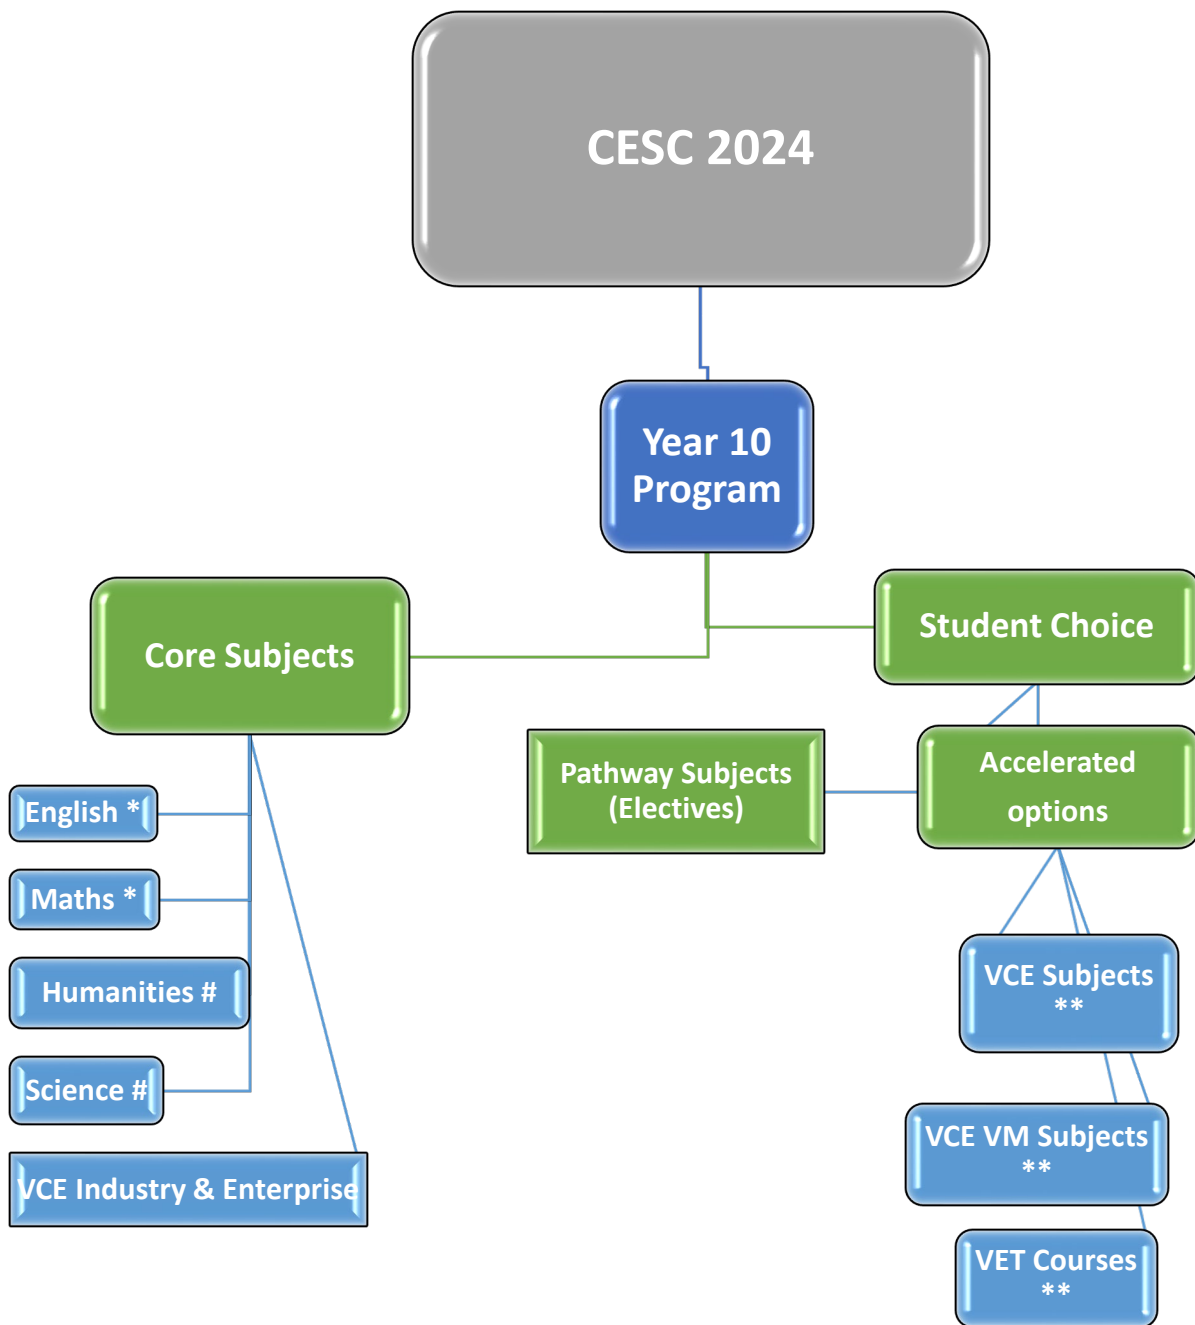 CESC 2024
Year 10
Program
Core Subjects
Student Choice
Pathway Subjects
(Electives)
Accelerated
options
English *
Maths *
Humanities #
Science #
VCE Industry & Enterprise
VCE Subjects
**
VCE VM Subjects
**
VET Courses
**